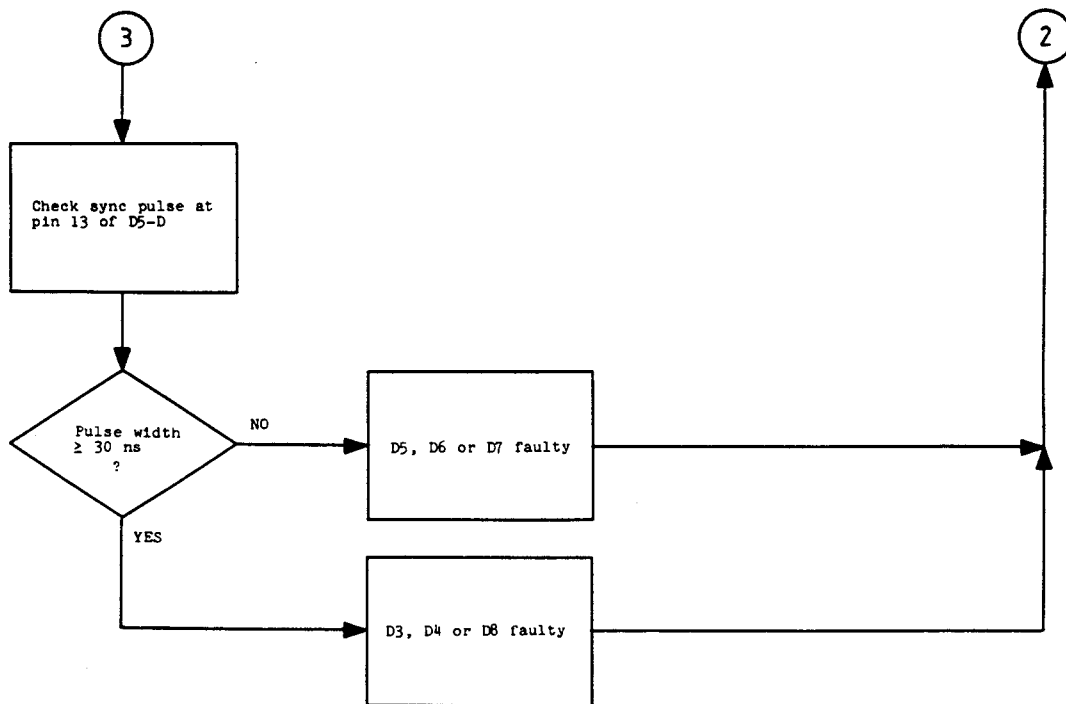 3
2
Check sync pulse at
pin 13 of D5-D
Pulse width
≥ 30 ns
?
NO
D5, D6 or D7 faulty
YES
D3, D4 or D8 faulty